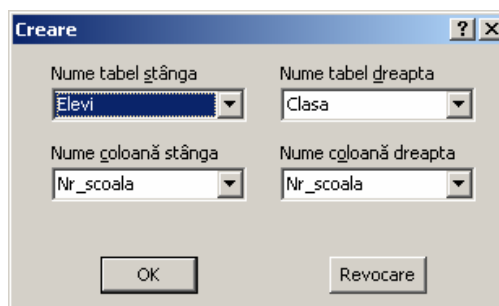 Creare
Nume tabel stânga Nume tabel dreapta
Elevi Clasa
Nume coloană stânga Nume coloană dreapta
Nr_scoala Nr_scoala
OK Revocare